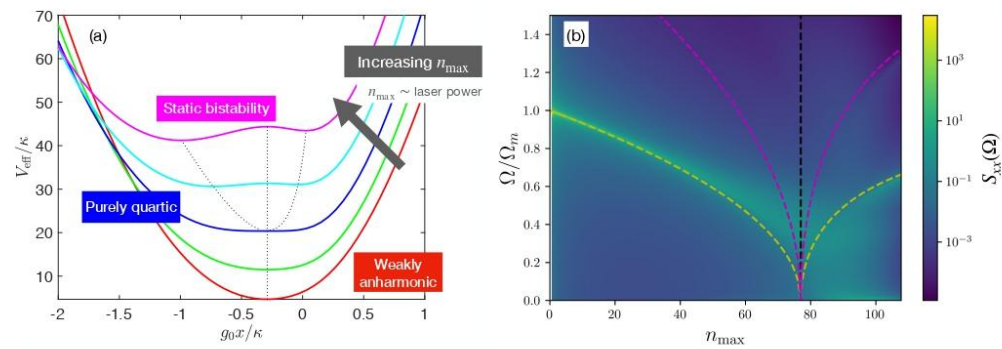 (a)
70
60
50
40
30
20
10
V_eff/κ
-2
-1.5
-1
-0.5
0
0.5
1
g_0x/κ
Static bistability
Increasing n_max
n_max ~ laser power
Purely quartic
Weakly
anharmonic
(b)
1.4
1.2
1.0
0.8
0.6
0.4
0.2
0.0
Ω/Ω_m
0
20
40
60
80
100
n_max
10^3
10^1
10^−1
10^−3
S_xx(Ω)